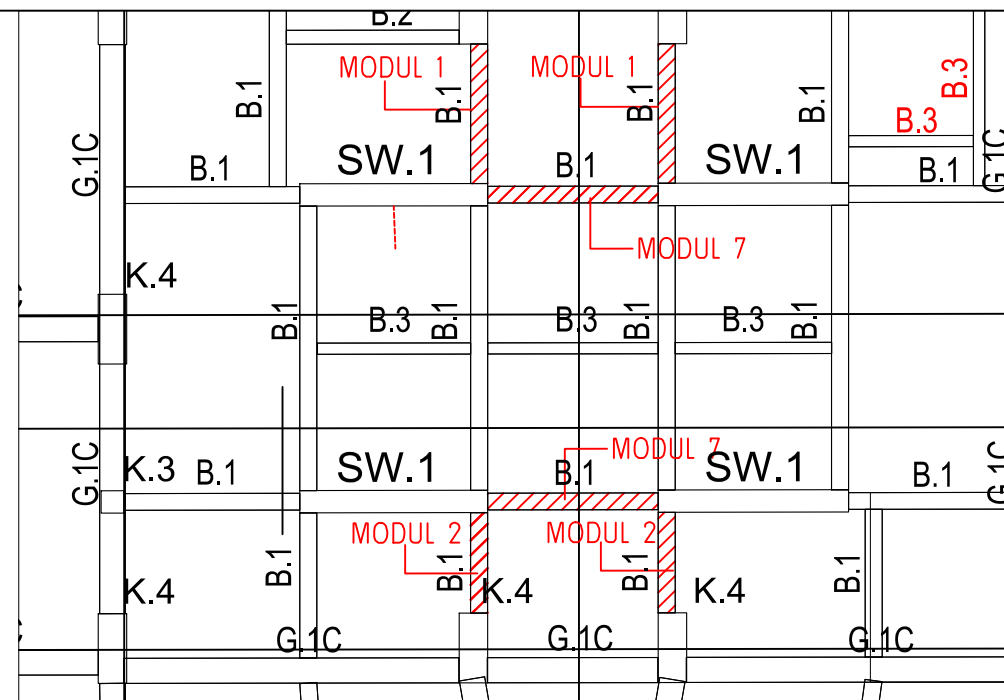 B.2
MODUL 1
MODUL 1
B.3
B.1
B.1
B.1
B.1
B.3
G.1C
G.1C
B.1
SW.1
B.1
SW.1
B.1
MODUL 7
K.4
B.1
B.3
B.1
B.3
B.1
B.3
B.1
MODUL 7
G.1C
K.3
B.1
SW.1
B.1
SW.1
B.1
G.1C
MODUL 2
MODUL 2
B.1
K.4
B.1
K.4
B.1
K.4
B.1
G.1C
G.1C
G.1C